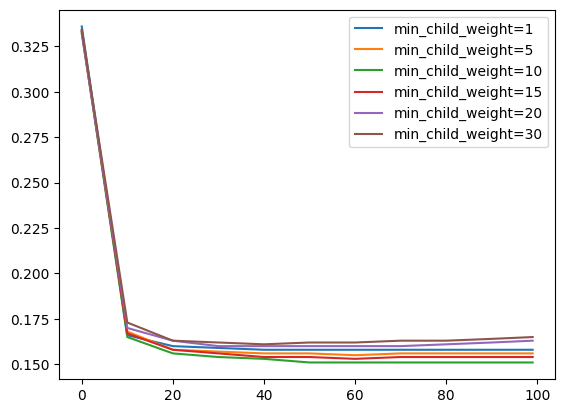 0.325
0.300
0.275
0.250
0.225
0.200
0.175
0.150
0
20
40
60
80
100
min_child_weight=1
min_child_weight=5
min_child_weight=10
min_child_weight=15
min_child_weight=20
min_child_weight=30